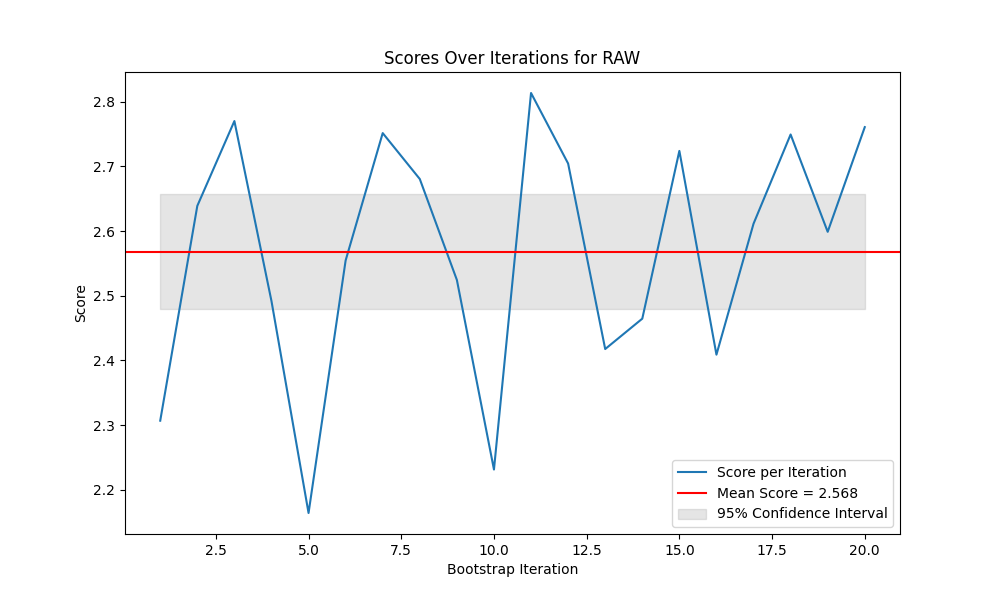 Scores Over Iterations for RAW
Score
2.8
2.7
2.6
2.5
2.4
2.3
2.2
Score per Iteration
Mean Score = 2.568
95% Confidence Interval
2.5 5.0 7.5 10.0 12.5 15.0 17.5 20.0
Bootstrap Iteration